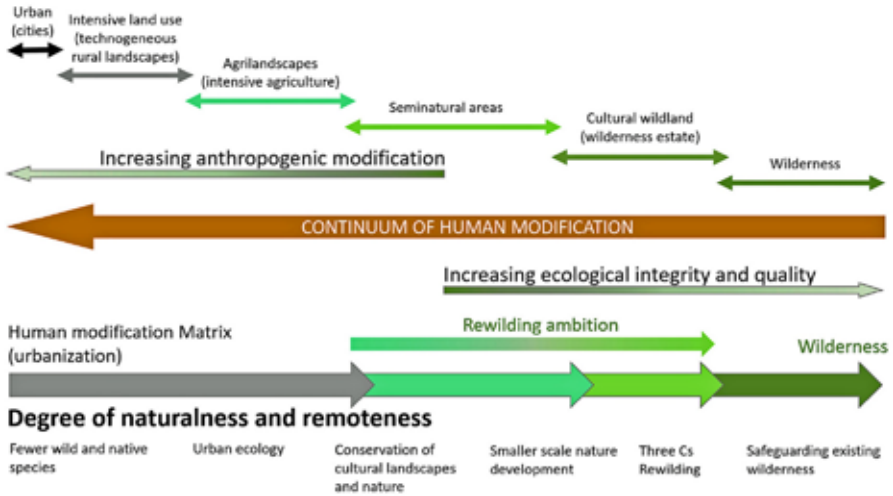 Urban
(cities)
Intensive land use
(technogeneous
rural landscapes)
Agrilandscapes
(intensive agriculture)
Seminatural areas
Cultural wildland
(wilderness estate)
Wilderness
Increasing anthropogenic modification
CONTINUUM OF HUMAN MODIFICATION
Increasing ecological integrity and quality
Human modification Matrix
(urbanization)
Rewilding ambition
Wilderness
Degree of naturalness and remoteness
Fewer wild and native
species
Urban ecology
Conservation of
cultural landscapes
and nature
Smaller scale nature
development
Three Cs
Rewilding
Safeguarding existing
wilderness